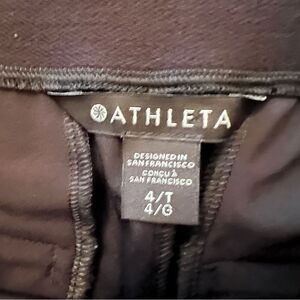 ATHLETA
DESIGNED IN
SAN FRANCISCO
CONÇU À
SAN FRANCISCO
4/T
4/G